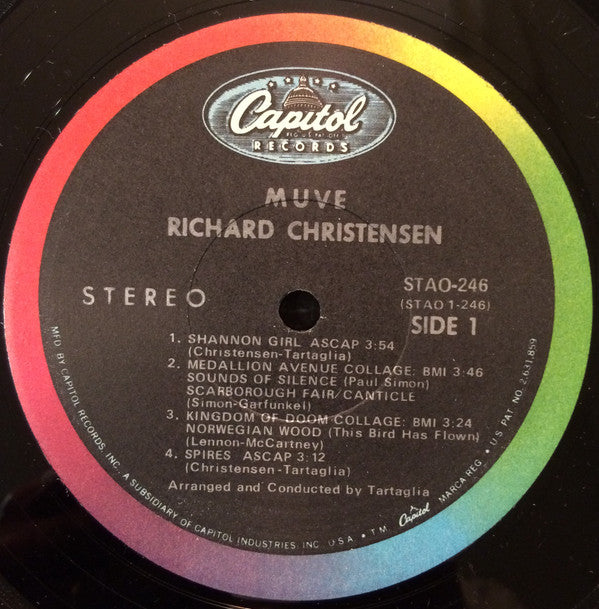 Capitol
REG. U.S. PAT. OFF.
RECORDS
MUVE
RICHARD CHRISTENSEN
STEREO
STAO-246
(STAO 1-246)
SIDE 1
1. SHANNON GIRL ASCAP 3:54
(Christensen-Tartaglia)
2. MEDALLION AVENUE COLLAGE: BMI 3:46
SOUNDS OF SILENCE (Paul Simon)
SCARBOROUGH FAIR/CANTICLE
(Simon-Garfunkel)
3. KINGDOM OF DOOM COLLAGE: BMI 3:24
NORWEGIAN WOOD (This Bird Has Flown)
(Lennon-McCartney)
4. SPIRES ASCAP 3:12
(Christensen-Tartaglia)
Arranged and Conducted by Tartaglia
MFD. BY CAPITOL RECORDS, INC. A SUBSIDIARY OF CAPITOL INDUSTRIES, INC. U.S.A. • T.M. Capitol MARCA REG. • U.S. PAT. NO. 2,631,859